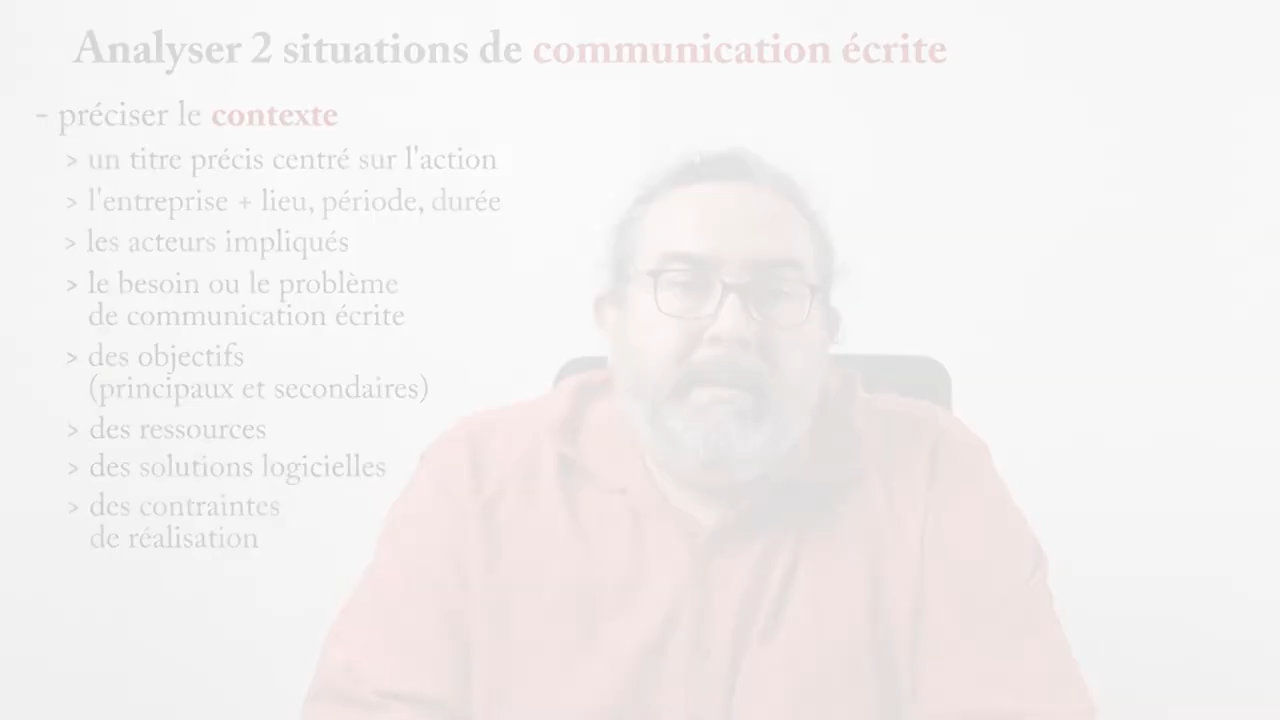 Analyser 2 situations de communication écrite
- préciser le contexte
> un titre précis centré sur l'action
> l'entreprise + lieu, période, durée
> les acteurs impliqués
> le besoin ou le problème
de communication écrite
> des objectifs
(principaux et secondaires)
> des ressources
> des solutions logicielles
> des contraintes
de réalisation